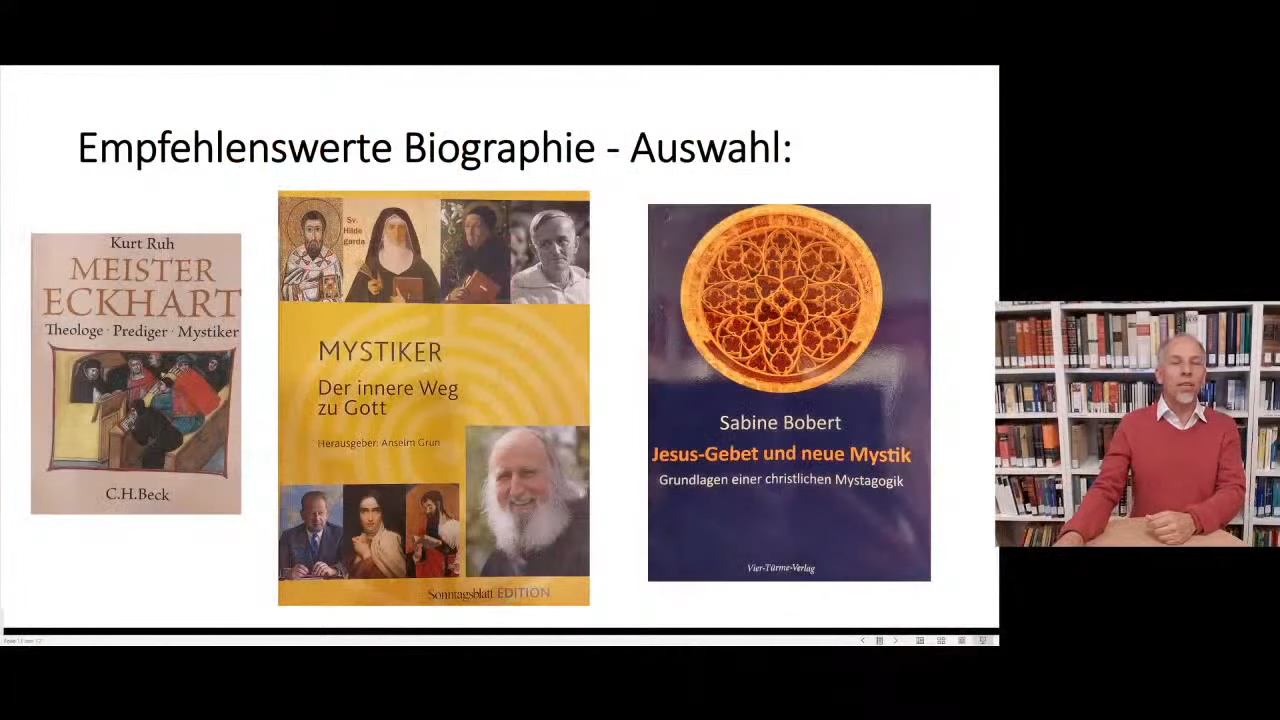 Empfehlenswerte Biographie - Auswahl:
Kurt Ruh
MEISTER
ECKHART
Theologe · Prediger · Mystiker
C.H.Beck
Sv.
Hilde
garda
MYSTIKER
Der innere Weg
zu Gott
Herausgeber: Anselm Grün
Sonntagsblatt EDITION
Sabine Bobert
Jesus-Gebet und neue Mystik
Grundlagen einer christlichen Mystagogik
Vier-Türme-Verlag